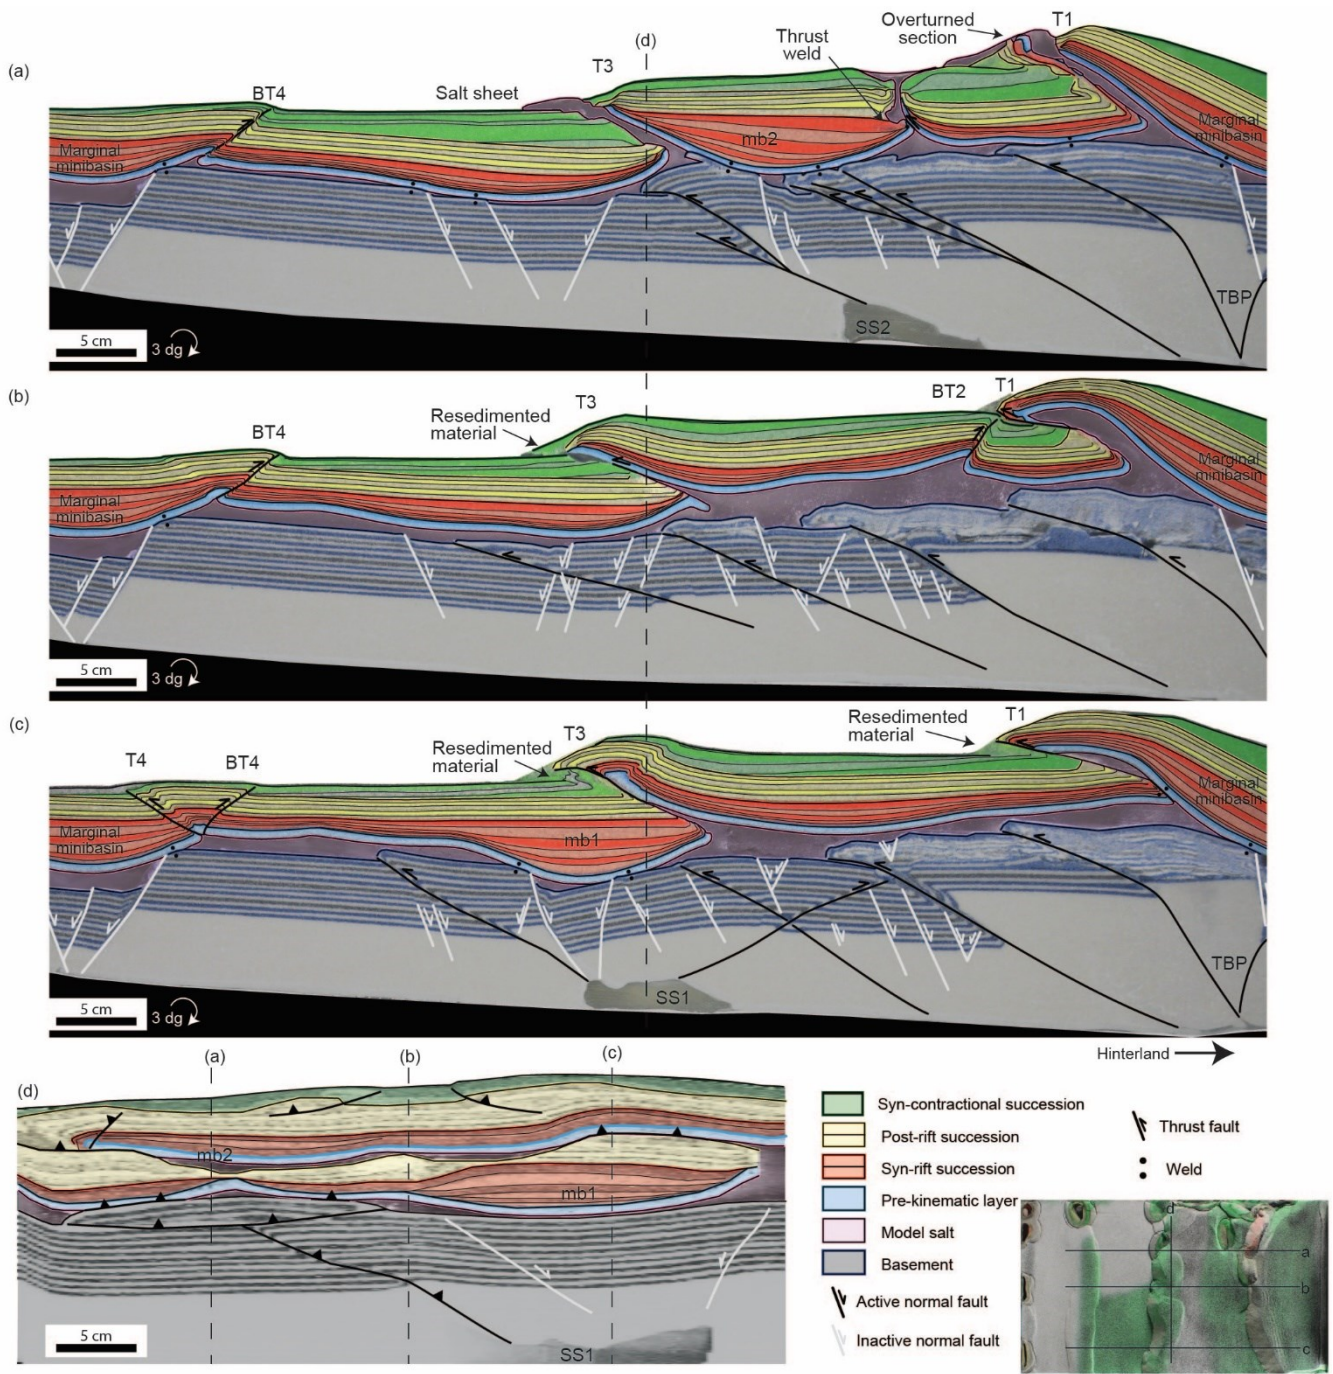 (a)
BT4
Salt sheet
T3
(d)
Thrust
weld
Overturned
section
T1
Marginal
minibasin
mb2
Marginal
minibasin
SS2
TBP
5 cm
3 dg
(b)
BT4
Resedimented
material
T3
BT2
T1
Marginal
minibasin
Marginal
minibasin
5 cm
3 dg
(c)
T4
BT4
Resedimented
material
T3
Resedimented
material
T1
Marginal
minibasin
mb1
Marginal
minibasin
SS1
TBP
5 cm
3 dg
Hinterland
(d)
(a)
(b)
(c)
mb2
mb1
SS1
5 cm
Syn-contractional succession
Post-rift succession
Syn-rift succession
Pre-kinematic layer
Model salt
Basement
Active normal fault
Inactive normal fault
Thrust fault
Weld
d
a
b
c